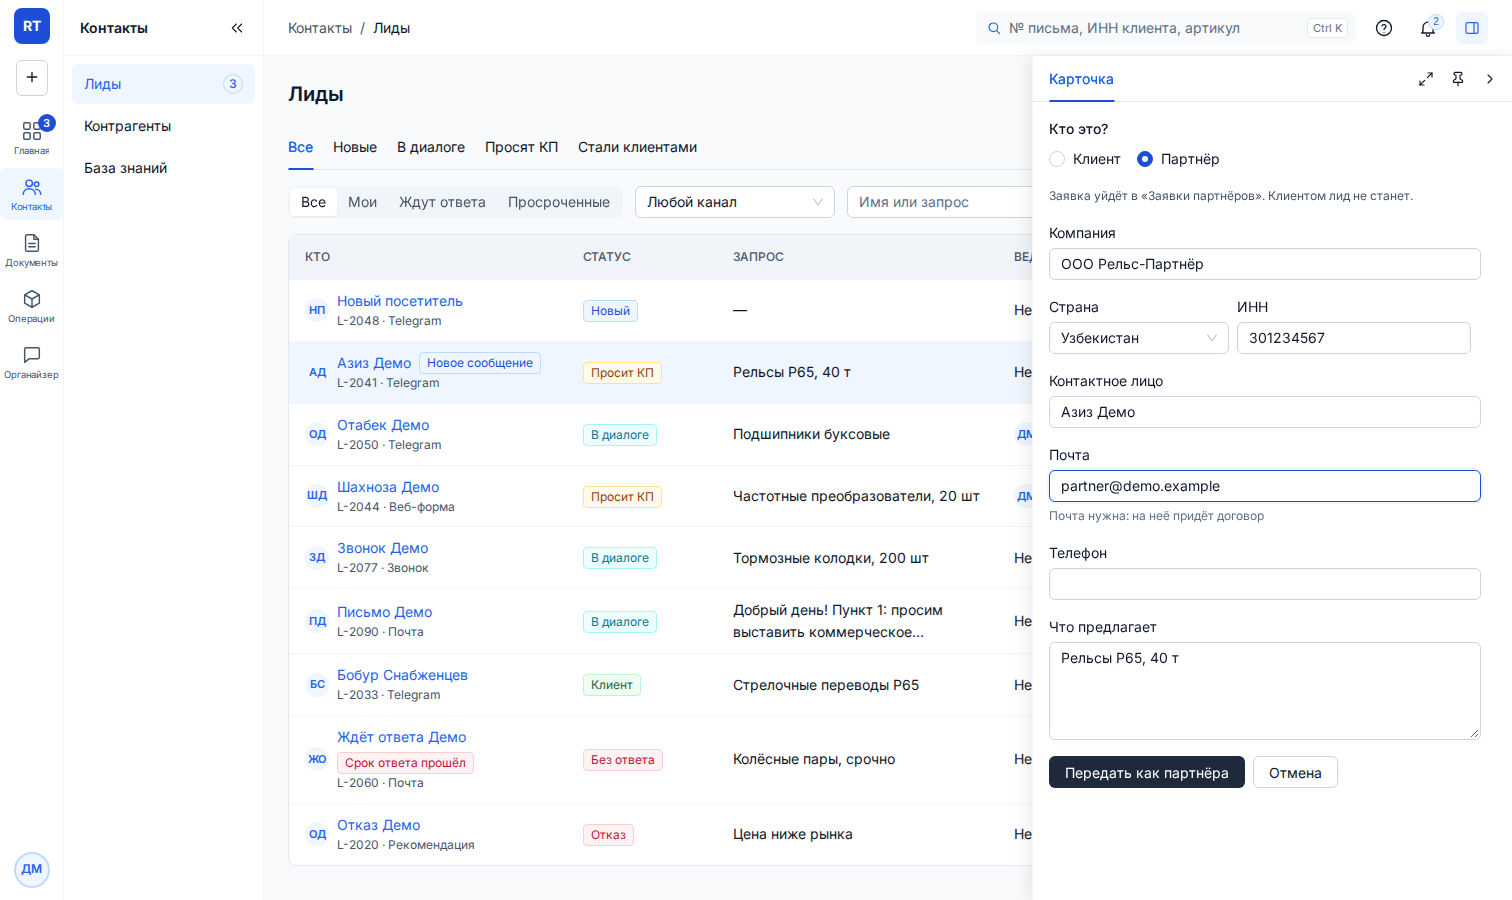 RT
Контакты
Контакты / Лиды
№ письма, ИНН клиента, артикул
Ctrl K
2
3
Главная
Контакты
Документы
Операции
Органайзер
ДМ
Лиды 3
Контрагенты
База знаний
Лиды
Все Новые В диалоге Просят КП Стали клиентами
Все Мои Ждут ответа Просроченные
Любой канал
Имя или запрос
КТО СТАТУС ЗАПРОС ВЕД
НП Новый посетитель
L-2048 · Telegram
Новый
—
Не
АД Азиз Демо Новое сообщение
L-2041 · Telegram
Просит КП
Рельсы Р65, 40 т
Не
ОД Отабек Демо
L-2050 · Telegram
В диалоге
Подшипники буксовые
ДМ
ШД Шахноза Демо
L-2044 · Веб-форма
Просит КП
Частотные преобразователи, 20 шт
ДМ
ЗД Звонок Демо
L-2077 · Звонок
В диалоге
Тормозные колодки, 200 шт
Не
ПД Письмо Демо
L-2090 · Почта
В диалоге
Добрый день! Пункт 1: просим
выставить коммерческое...
Не
БС Бобур Снабженцев
L-2033 · Telegram
Клиент
Стрелочные переводы Р65
Не
ЖО Ждёт ответа Демо
Срок ответа прошёл
L-2060 · Почта
Без ответа
Колёсные пары, срочно
Не
ОД Отказ Демо
L-2020 · Рекомендация
Отказ
Цена ниже рынка
Не
Карточка
Кто это?
Клиент Партнёр
Заявка уйдёт в «Заявки партнёров». Клиентом лид не станет.
Компания
ООО Рельс-Партнёр
Страна ИНН
Узбекистан 301234567
Контактное лицо
Азиз Демо
Почта
partner@demo.example
Почта нужна: на неё придёт договор
Телефон
Что предлагает
Рельсы Р65, 40 т
Передать как партнёра Отмена